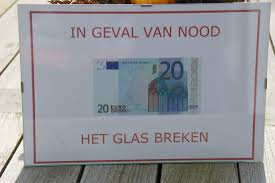 IN GEVAL VAN NOOD
20
20 EURO
HET GLAS BREKEN